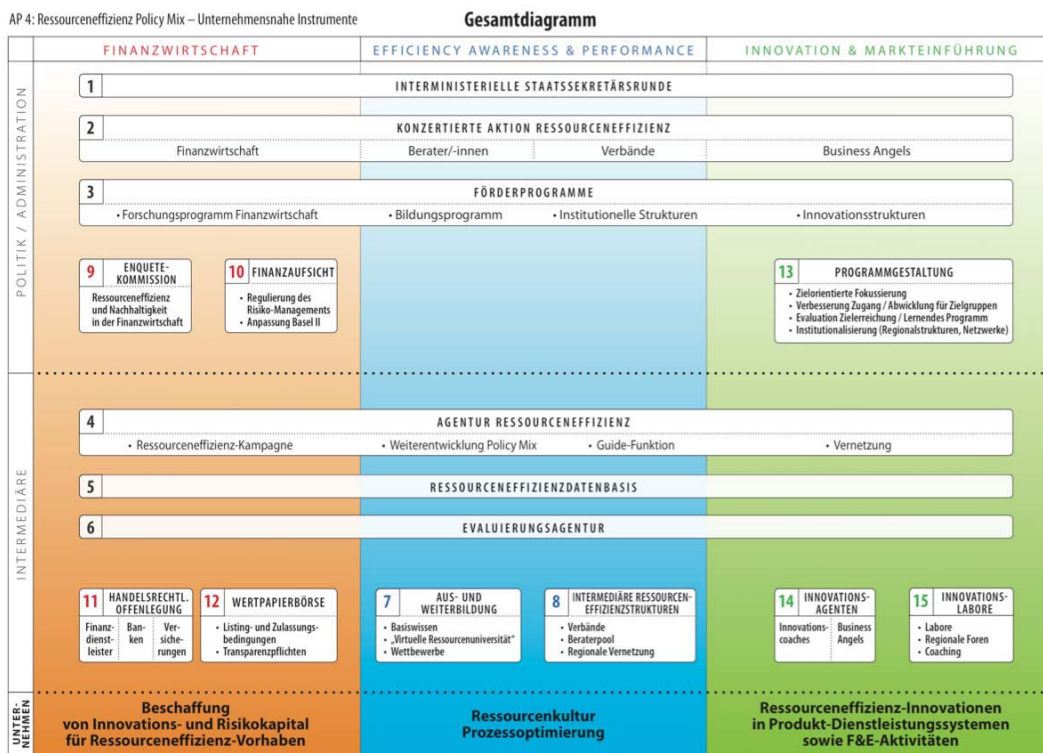 AP 4: Ressourceneffizienz Policy Mix – Unternehmensnahe Instrumente
Gesamtdiagramm
FINANZWIRTSCHAFT
EFFICIENCY AWARENESS & PERFORMANCE
INNOVATION & MARKTEINFÜHRUNG
POLITIK / ADMINISTRATION
1 INTERMINISTERIELLE STAATSSEKRETÄRSRUNDE
2 KONZERTIERTE AKTION RESSOURCENEFFIZIENZ
Finanzwirtschaft Berater/-innen Verbände Business Angels
3 FÖRDERPROGRAMME
• Forschungsprogramm Finanzwirtschaft • Bildungsprogramm • Institutionelle Strukturen • Innovationsstrukturen
9 ENQUETE-
KOMMISSION
Ressourceneffizienz
und Nachhaltigkeit
in der Finanzwirtschaft
10 FINANZAUFSICHT
• Regulierung des
Risiko-Managements
• Anpassung Basel II
13 PROGRAMMGESTALTUNG
• Zielorientierte Fokussierung
• Verbesserung Zugang / Abwicklung für Zielgruppen
• Evaluation Zielerreichung / Lernendes Programm
• Institutionalisierung (Regionalstrukturen, Netzwerke)
INTERMEDIÄRE
4 AGENTUR RESSOURCENEFFIZIENZ
• Ressourceneffizienz-Kampagne • Weiterentwicklung Policy Mix • Guide-Funktion • Vernetzung
5 RESSOURCENEFFIZIENZDATENBASIS
6 EVALUIERUNGSAGENTUR
11 HANDELSRECHTL.
OFFENLEGUNG
Finanz-
dienst-
leister
Ban-
ken
Ver-
siche-
rungen
12 WERTPAPIERBÖRSE
• Listing- und Zulassungs-
bedingungen
• Transparenzpflichten
7 AUS- UND
WEITERBILDUNG
• Basiswissen
• „Virtuelle Ressourcenuniversität“
• Wettbewerbe
8 INTERMEDIÄRE RESSOURCEN-
EFFIZIENZSTRUKTUREN
• Verbände
• Beraterpool
• Regionale Vernetzung
14 INNOVATIONS-
AGENTEN
Innovations-
coaches
Business
Angels
15 INNOVATIONS-
LABORE
• Labore
• Regionale Foren
• Coaching
UNTER-
NEHMEN
Beschaffung
von Innovations- und Risikokapital
für Ressourceneffizienz-Vorhaben
Ressourcenkultur
Prozessoptimierung
Ressourceneffizienz-Innovationen
in Produkt-Dienstleistungssystemen
sowie F&E-Aktivitäten